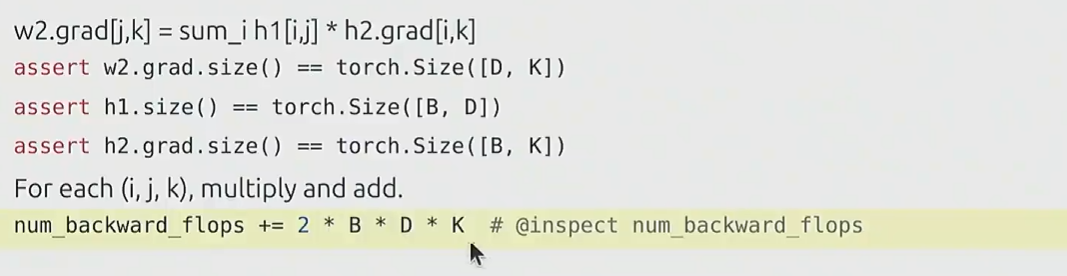 w2.grad[j,k] = sum_i h1[i,j] * h2.grad[i,k]
assert w2.grad.size() == torch.Size([D, K])
assert h1.size() == torch.Size([B, D])
assert h2.grad.size() == torch.Size([B, K])
For each (i, j, k), multiply and add.
num_backward_flops += 2 * B * D * K  # @inspect num_backward_flops